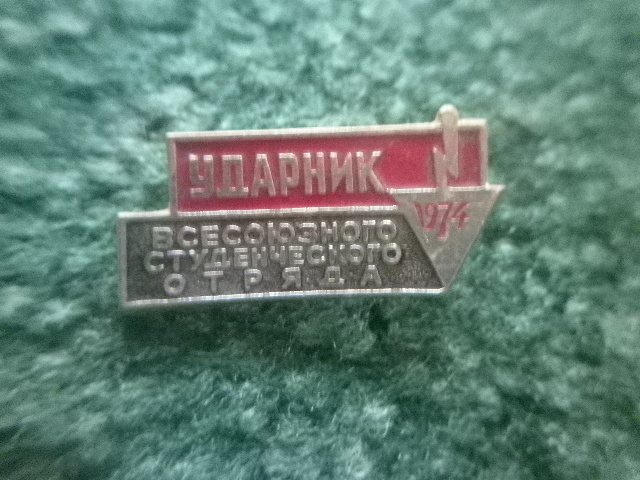 УДАРНИК
1974
ВСЕСОЮЗНОГО
СТУДЕНЧЕСКОГО
ОТРЯДА